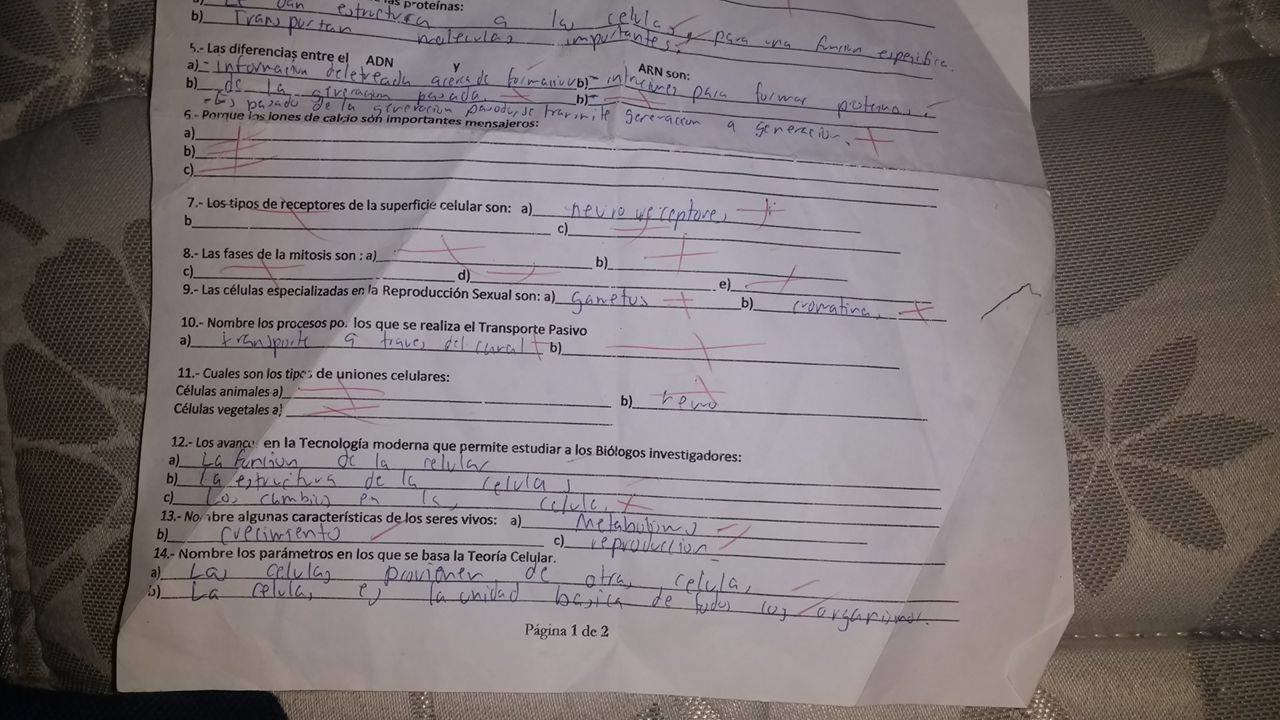 las proteínas:
a) Le dan estructura a la celula, para una funcion especifica.
b) Transportan moleculas importantes.
5.- Las diferencias entre el ADN y ARN son:
a) - informacion deletreada acerca de b) - para formar proteinas,
b) de la generacion pasada. b) -
- Es pasado de la generacion se transmite generacion a generacion.
6.- Porque los Iones de calcio son importantes mensajeros:
a)
b)
c)
7.- Los tipos de receptores de la superficie celular son: a) neuro receptores
b c)
8.- Las fases de la mitosis son : a) b)
c) d) e)
9.- Las células especializadas en la Reproducción Sexual son: a) gametos b) cromatina,
10.- Nombre los procesos por los que se realiza el Transporte Pasivo
a) transporte a traves del canal b)
11.- Cuales son los tipos de uniones celulares:
Células animales a) b)
Células vegetales a)
12.- Los avance en la Tecnología moderna que permite estudiar a los Biólogos investigadores:
a) La funcion de la celular
b) La estructura de la celula,
c) Los cambios en la, celula.
13.- Nombre algunas características de los seres vivos: a) Metabolismo
b) Crecimiento c) reproduccion
14.- Nombre los parámetros en los que se basa la Teoría Celular.
a) Las celulas provienen de otra, celula,
b) La celula, es la unidad basica de todos los organismos.
Página 1 de 2